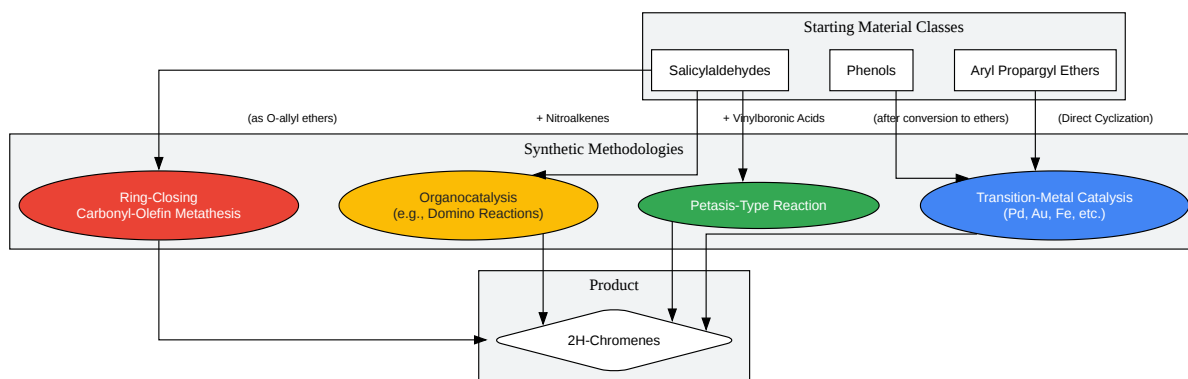 Starting Material Classes
Salicylaldehydes
Phenols
Aryl Propargyl Ethers
(as O-allyl ethers)
+ Nitroalkenes
+ Vinylboronic Acids
(after conversion to ethers)
(Direct Cyclization)
Synthetic Methodologies
Ring-Closing
Carbonyl-Olefin Metathesis
Organocatalysis
(e.g., Domino Reactions)
Petasis-Type Reaction
Transition-Metal Catalysis
(Pd, Au, Fe, etc.)
Product
2H-Chromenes